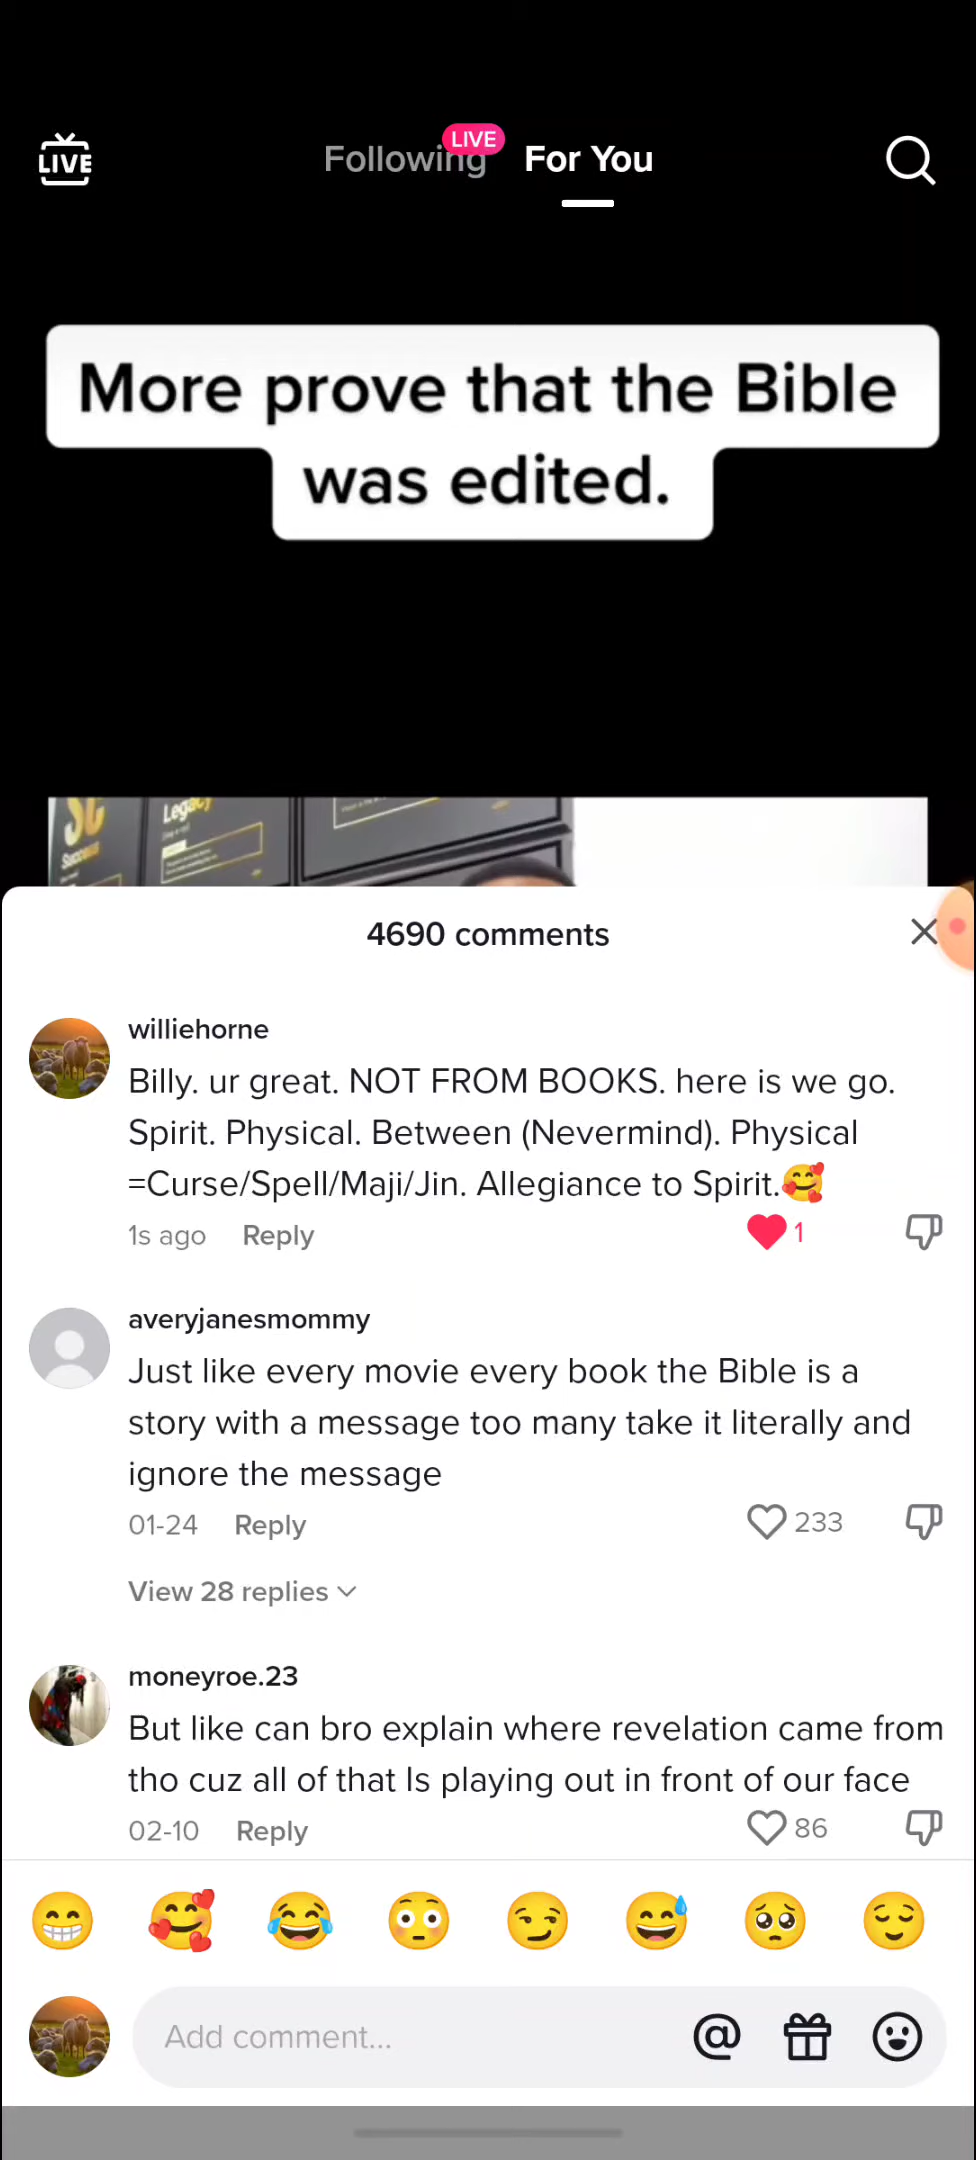 LIVE
Following
LIVE
For You
More prove that the Bible
was edited.
Success
Legacy
4690 comments
williehorne
Billy. ur great. NOT FROM BOOKS. here is we go.
Spirit. Physical. Between (Nevermind). Physical
=Curse/Spell/Maji/Jin. Allegiance to Spirit.🥰
1s ago Reply 1
averyjanesmommy
Just like every movie every book the Bible is a
story with a message too many take it literally and
ignore the message
01-24 Reply 233
View 28 replies
moneyroe.23
But like can bro explain where revelation came from
tho cuz all of that Is playing out in front of our face
02-10 Reply 86
Add comment...